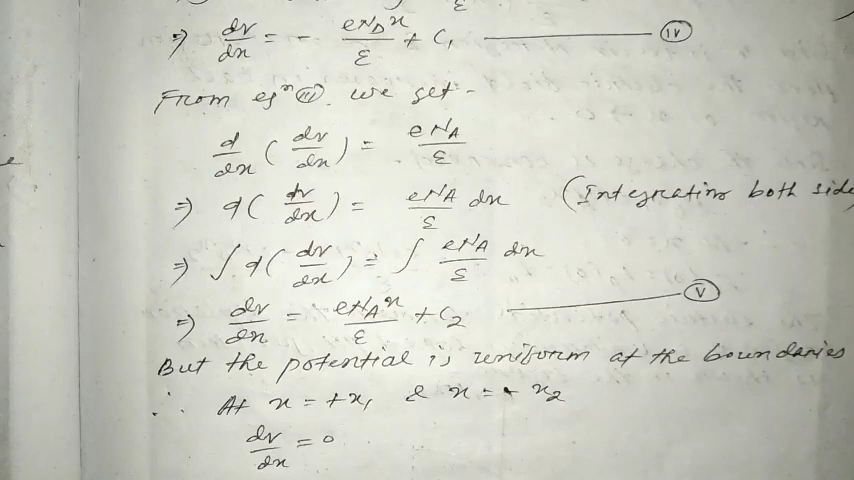 ⇒ dv/dx = - eN_D x/ε + C₁ ——— (iv)
From eqⁿ (iii) we get -
d/dx (dv/dx) = eN_A/ε
⇒ d(dv/dx) = eN_A/ε dx (Integrating both side
⇒ ∫d(dv/dx) = ∫ eN_A/ε dx
⇒ dv/dx = eN_A x/ε + C₂ ——— (v)
But the potential is uniform at the boundaries
∴ At x = +x₁ & x = - x₂
dv/dx = 0